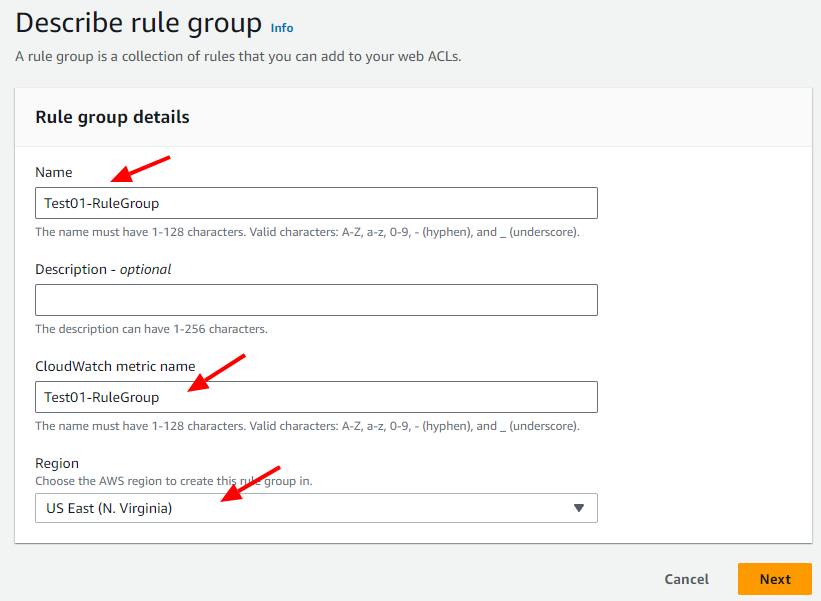 Describe rule group Info
A rule group is a collection of rules that you can add to your web ACLs.
Rule group details
Name
Test01-RuleGroup
The name must have 1-128 characters. Valid characters: A-Z, a-z, 0-9, - (hyphen), and _ (underscore).
Description - optional
The description can have 1-256 characters.
CloudWatch metric name
Test01-RuleGroup
The name must have 1-128 characters. Valid characters: A-Z, a-z, 0-9, - (hyphen), and _ (underscore).
Region
Choose the AWS region to create this rule group in.
US East (N. Virginia)
Cancel Next